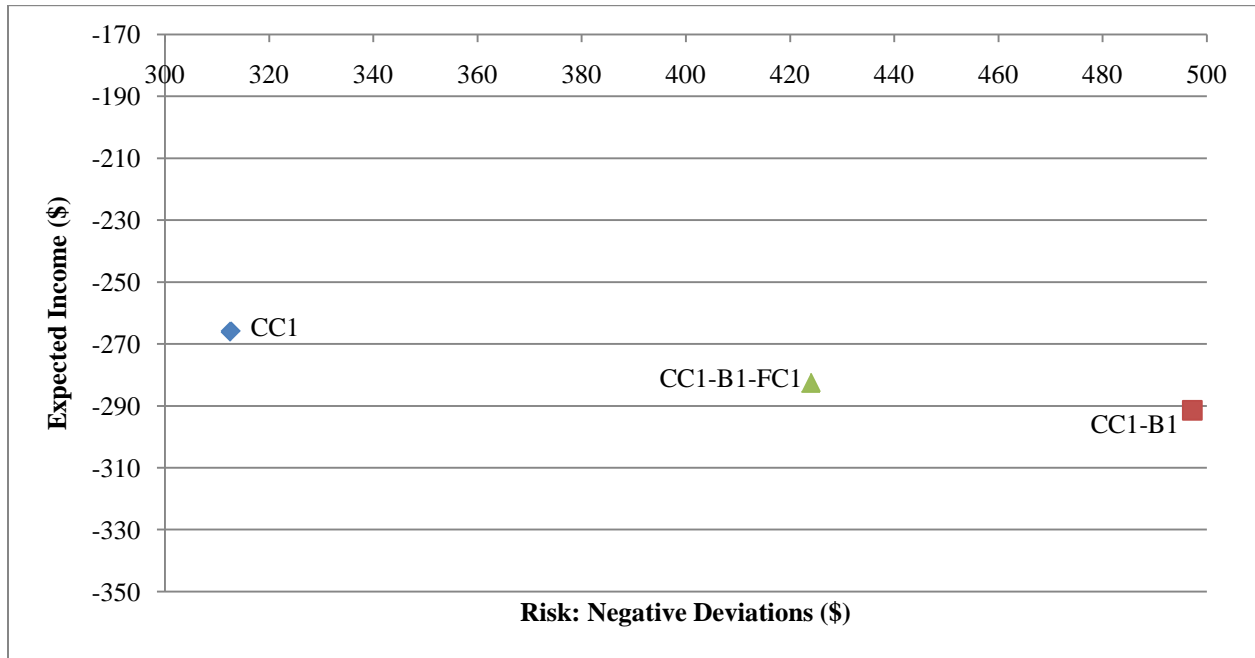 -170
300 320 340 360 380 400 420 440 460 480 500
-190
-210
-230
-250
-270
-290
-310
-330
-350
Expected Income ($)
CC1
CC1-B1-FC1
CC1-B1
Risk: Negative Deviations ($)